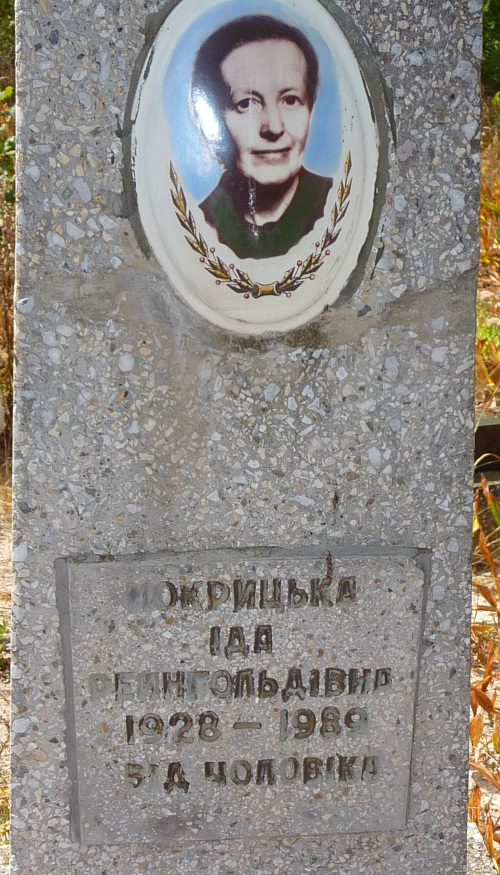 МОКРИЦЬКА
ІДА
РЕЙНГОЛЬДІВНА
1928 – 1989
ВІД ЧОЛОВІКА